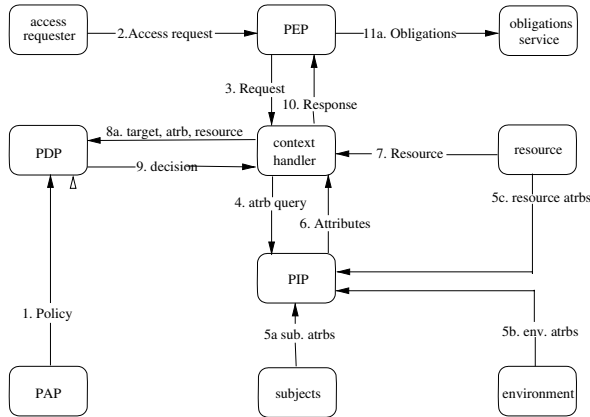 access
requester
2.Access request
PEP
11a. Obligations
obligations
service
3. Request
10. Response
8a. target, atrb, resource
PDP
9. decision
context
handler
7. Resource
resource
4. atrb query
6. Attributes
5c. resource atrbs
PIP
1. Policy
5a sub. atrbs
5b. env. atrbs
PAP
subjects
environment